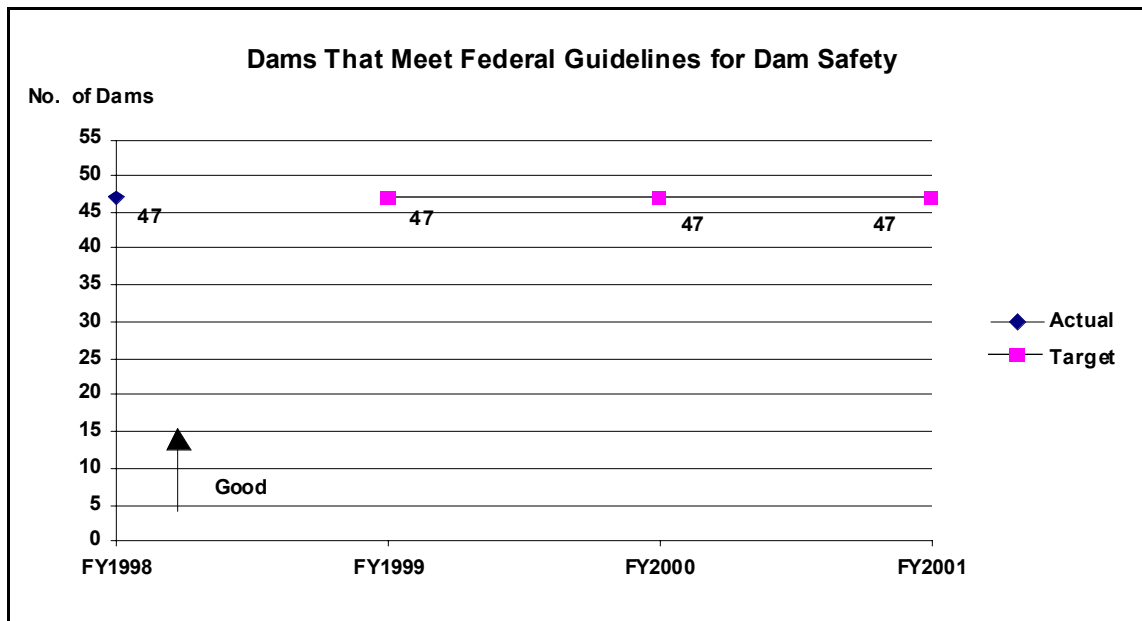 Dams That Meet Federal Guidelines for Dam Safety
No. of Dams
55
50
45
40
35
30
25
20
15
10
5
0
47
47
47
47
Good
FY1998
FY1999
FY2000
FY2001
Actual
Target